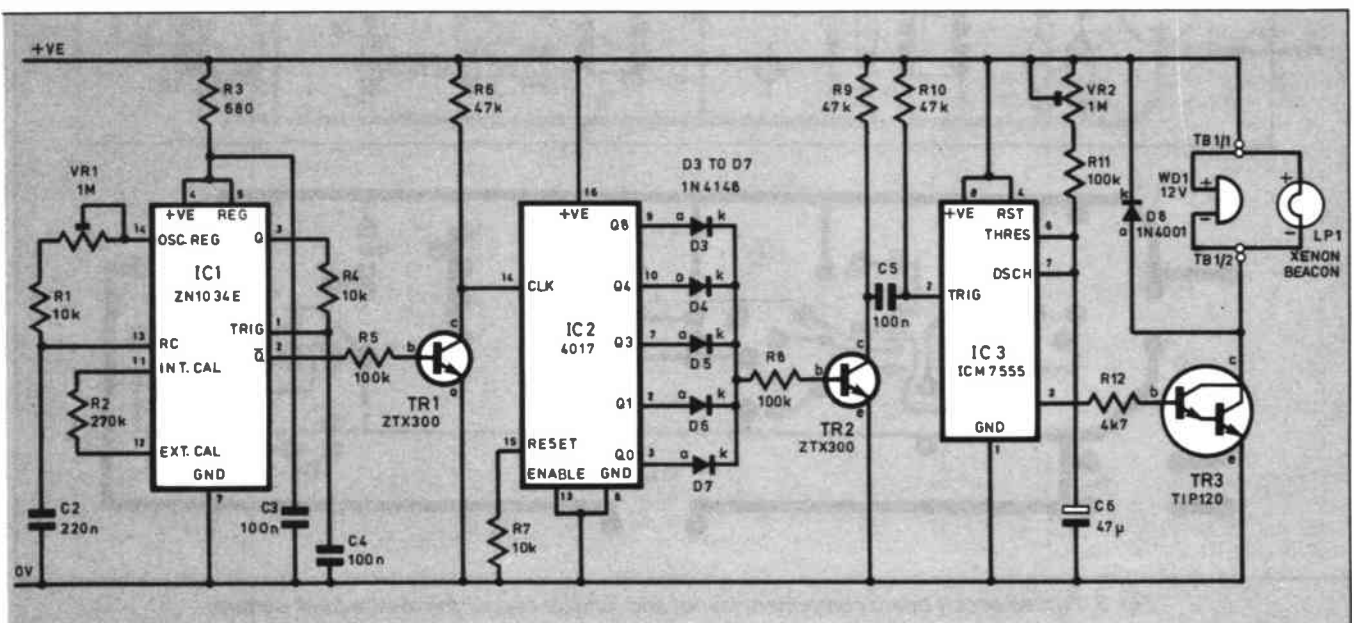 +VE
R3
680
R6
47k
R9
47k
R10
47k
VR2
1M
VR1
1M
D3 TO D7
1N4148
TB1/1
R11
100k
WD1
12V
D8
1N4001
k
a
+
−
+
−
LP1
XENON
BEACON
TB1/2
4
5
+VE
REG
14
OSC.REG
Q
3
IC1
ZN1034E
R4
10k
R1
10k
13
RC
TRIG
1
11
INT. CAL
Q̅
2
R5
100k
R2
270k
12
EXT. CAL
GND
7
C2
220n
C3
100n
C4
100n
b
c
e
TR1
ZTX300
16
+VE
14
CLK
IC2
4017
Q8
9
a
k
D3
Q4
10
a
k
D4
Q3
7
a
k
D5
Q1
2
a
k
D6
Q0
3
a
k
D7
15
RESET
ENABLE
GND
13
8
R7
10k
R8
100k
b
c
e
TR2
ZTX300
C5
100n
8
4
+VE
RST
THRES
6
DSCH
7
2
TRIG
IC3
ICM7555
3
GND
1
R12
4k7
b
c
e
TR3
TIP120
C6
47µ
0V